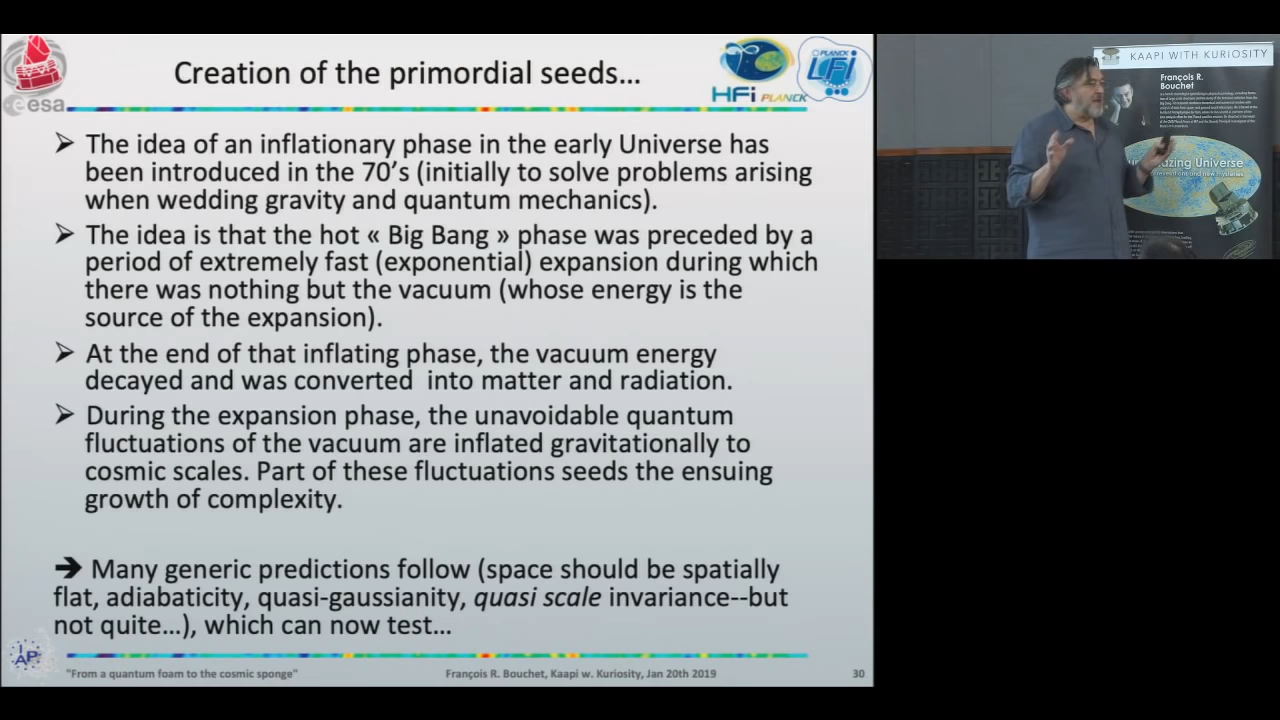 esa
Creation of the primordial seeds…
HFi PLANCK
PLANCK
LFi
➢ The idea of an inflationary phase in the early Universe has
been introduced in the 70’s (initially to solve problems arising
when wedding gravity and quantum mechanics).
➢ The idea is that the hot « Big Bang » phase was preceded by a
period of extremely fast (exponential) expansion during which
there was nothing but the vacuum (whose energy is the
source of the expansion).
➢ At the end of that inflating phase, the vacuum energy
decayed and was converted into matter and radiation.
➢ During the expansion phase, the unavoidable quantum
fluctuations of the vacuum are inflated gravitationally to
cosmic scales. Part of these fluctuations seeds the ensuing
growth of complexity.
➔ Many generic predictions follow (space should be spatially
flat, adiabaticity, quasi-gaussianity, quasi scale invariance--but
not quite…), which can now test…
IAP
"From a quantum foam to the cosmic sponge"
François R. Bouchet, Kaapi w. Kuriosity, Jan 20th 2019
30
KAAPI WITH KURIOSITY
François R.
Bouchet
Universe
and new mysteries